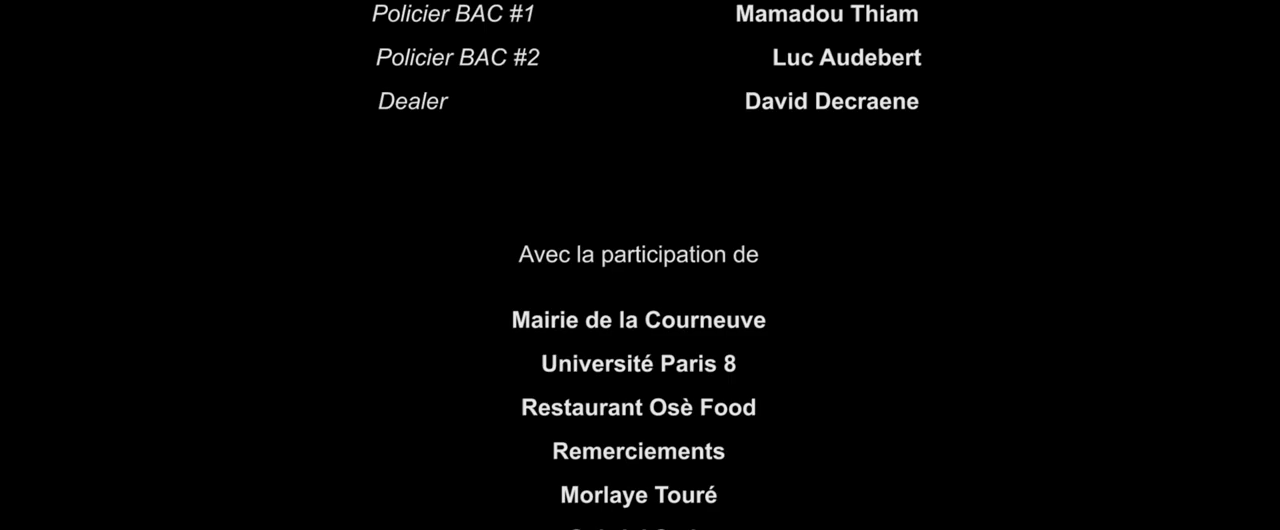 Policier BAC #1 Mamadou Thiam
Policier BAC #2 Luc Audebert
Dealer David Decraene
Avec la participation de
Mairie de la Courneuve
Université Paris 8
Restaurant Osè Food
Remerciements
Morlaye Touré